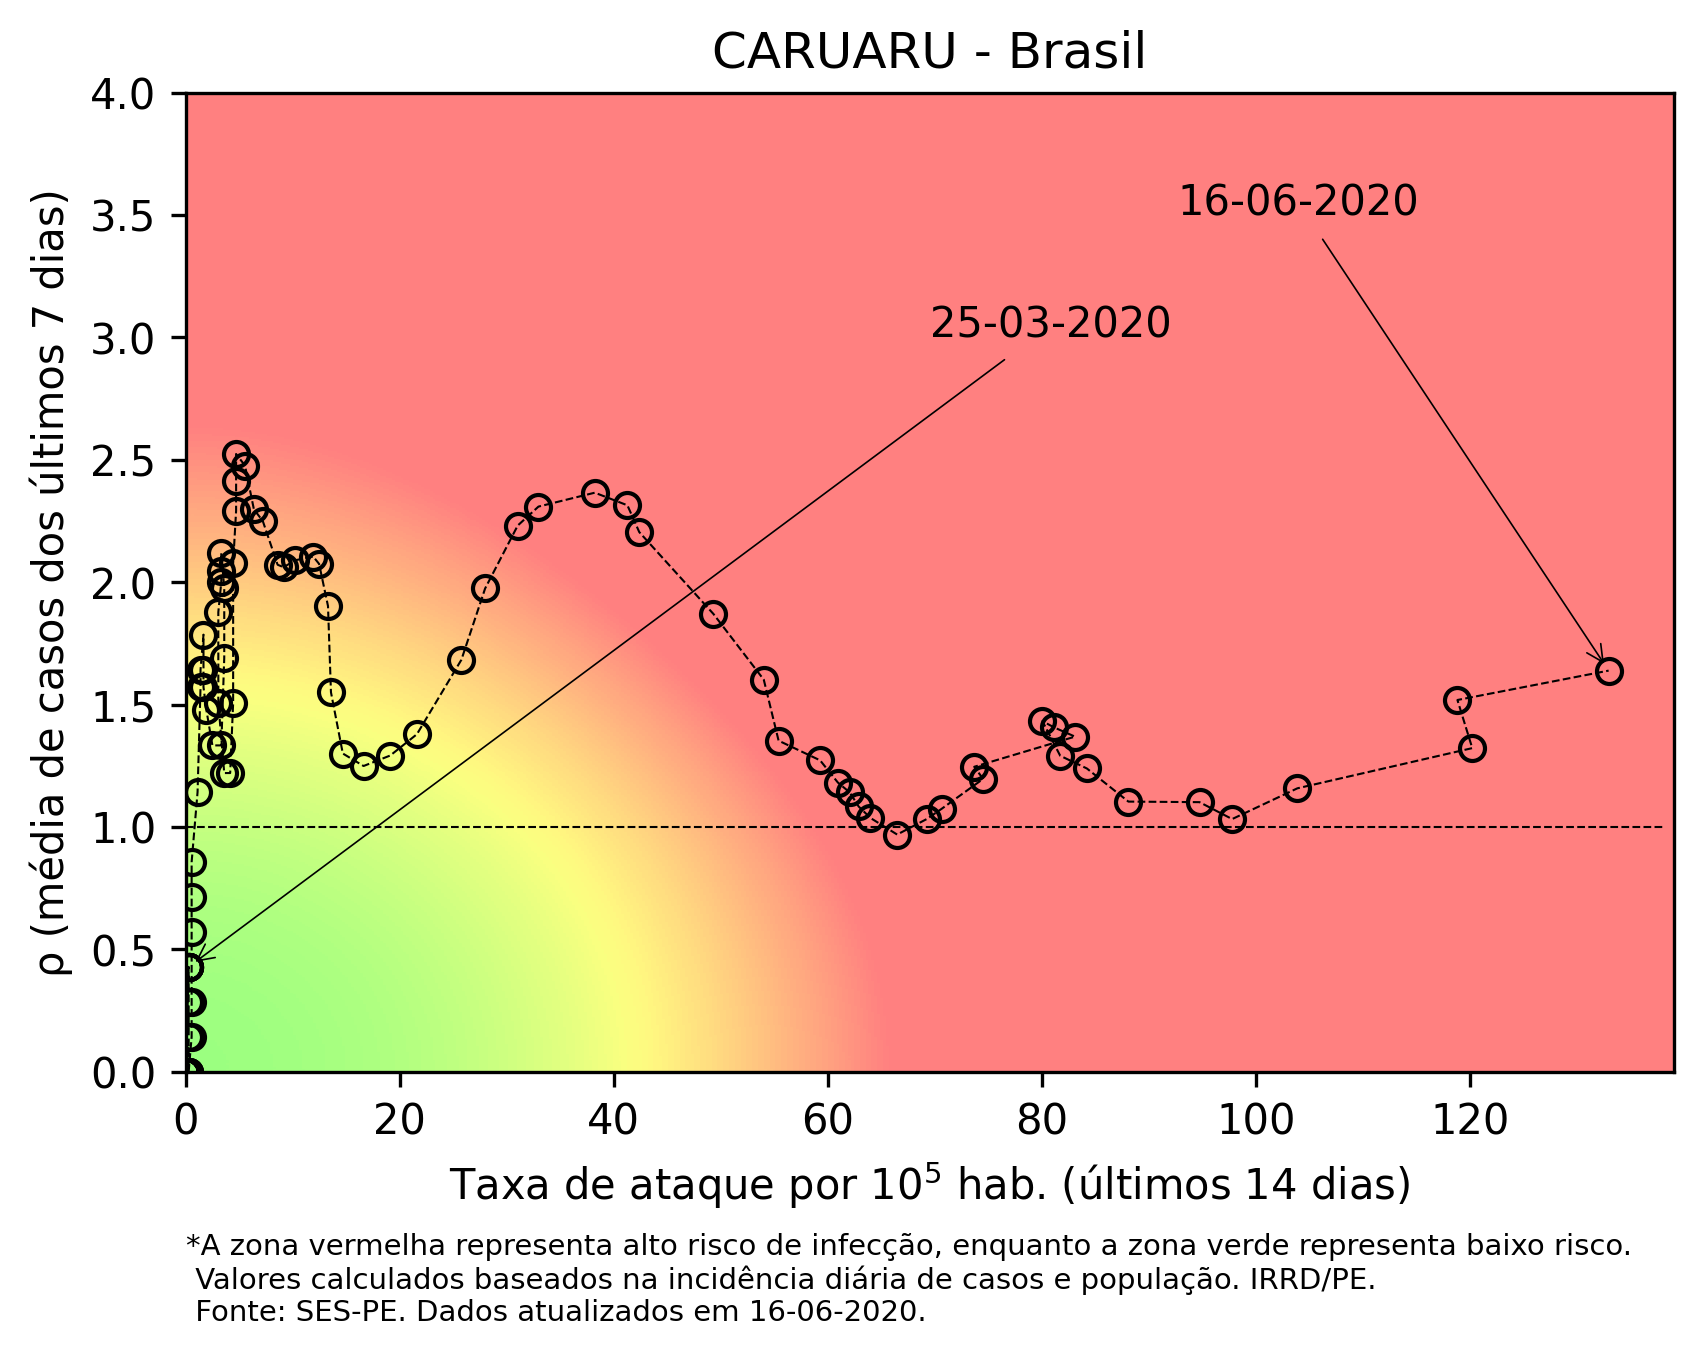 CARUARU - Brasil
4.0
3.5
3.0
2.5
2.0
1.5
1.0
0.5
0.0
ρ (média de casos dos últimos 7 dias)
16-06-2020
25-03-2020
0 20 40 60 80 100 120
Taxa de ataque por 10⁵ hab. (últimos 14 dias)
*A zona vermelha representa alto risco de infecção, enquanto a zona verde representa baixo risco.
Valores calculados baseados na incidência diária de casos e população. IRRD/PE.
Fonte: SES-PE. Dados atualizados em 16-06-2020.